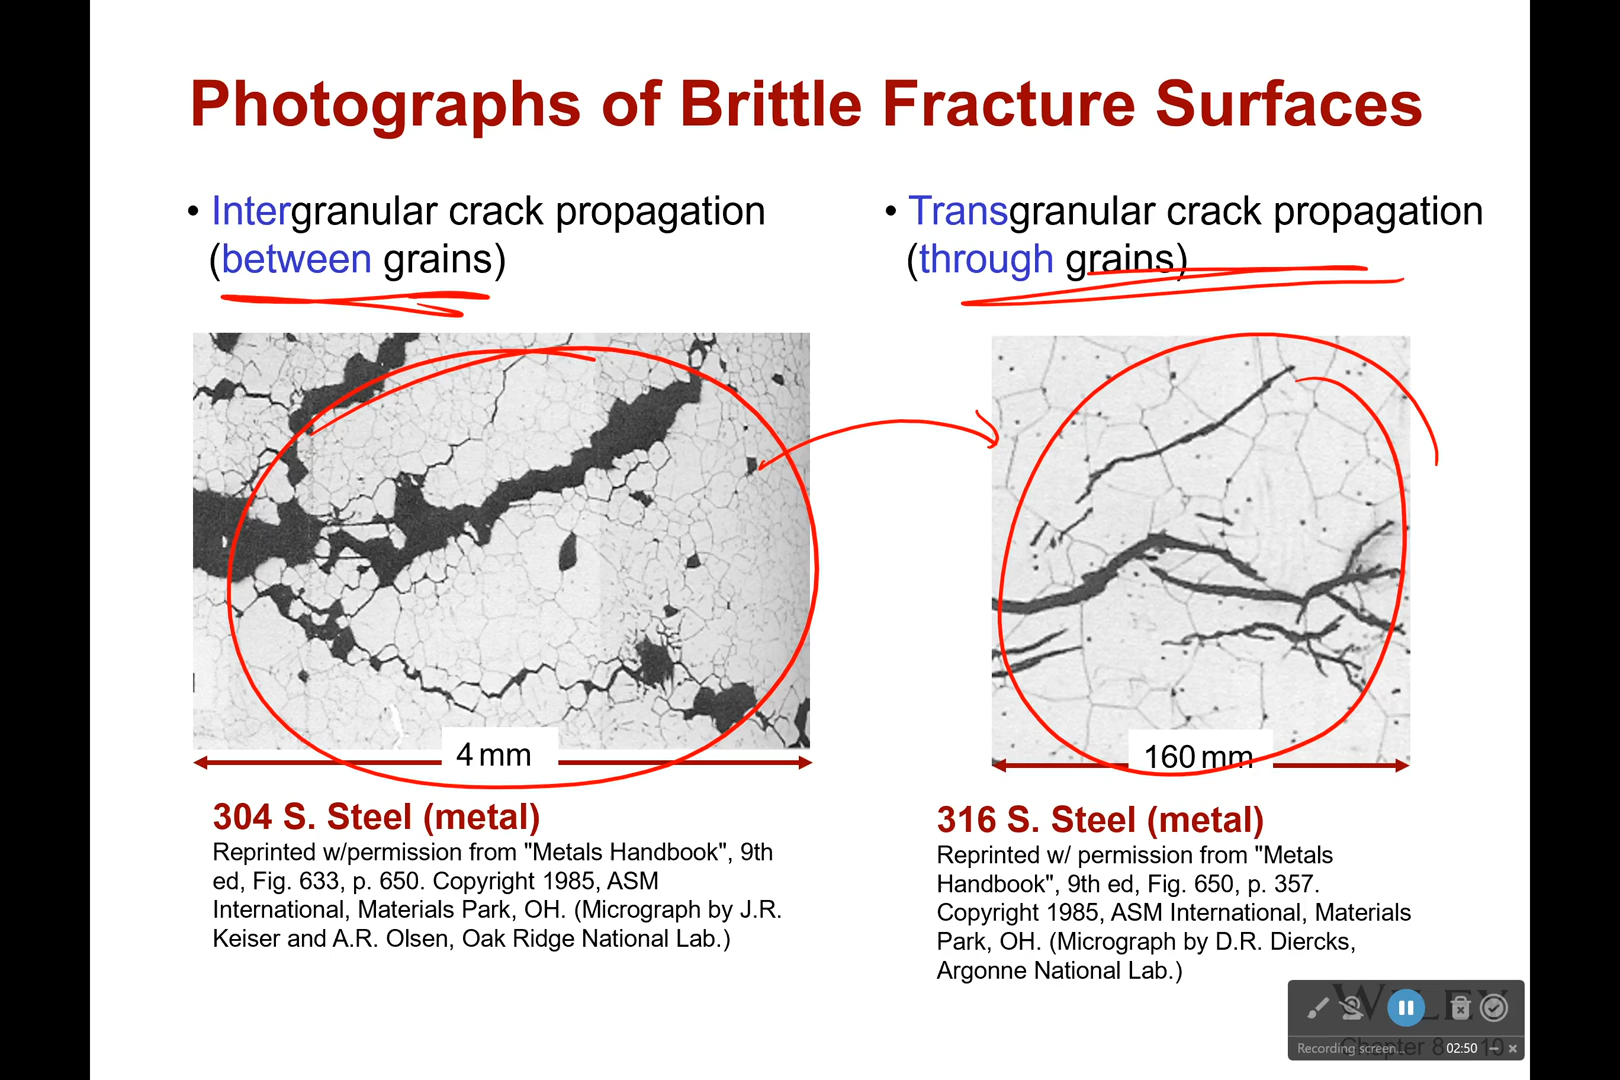 Photographs of Brittle Fracture Surfaces
• Intergranular crack propagation
(between grains)
• Transgranular crack propagation
(through grains)
4 mm
160 mm
304 S. Steel (metal)
Reprinted w/permission from "Metals Handbook", 9th
ed, Fig. 633, p. 650. Copyright 1985, ASM
International, Materials Park, OH. (Micrograph by J.R.
Keiser and A.R. Olsen, Oak Ridge National Lab.)
316 S. Steel (metal)
Reprinted w/ permission from "Metals
Handbook", 9th ed, Fig. 650, p. 357.
Copyright 1985, ASM International, Materials
Park, OH. (Micrograph by D.R. Diercks,
Argonne National Lab.)
WILEY
Chapter 8 10
Recording screen... 02:50